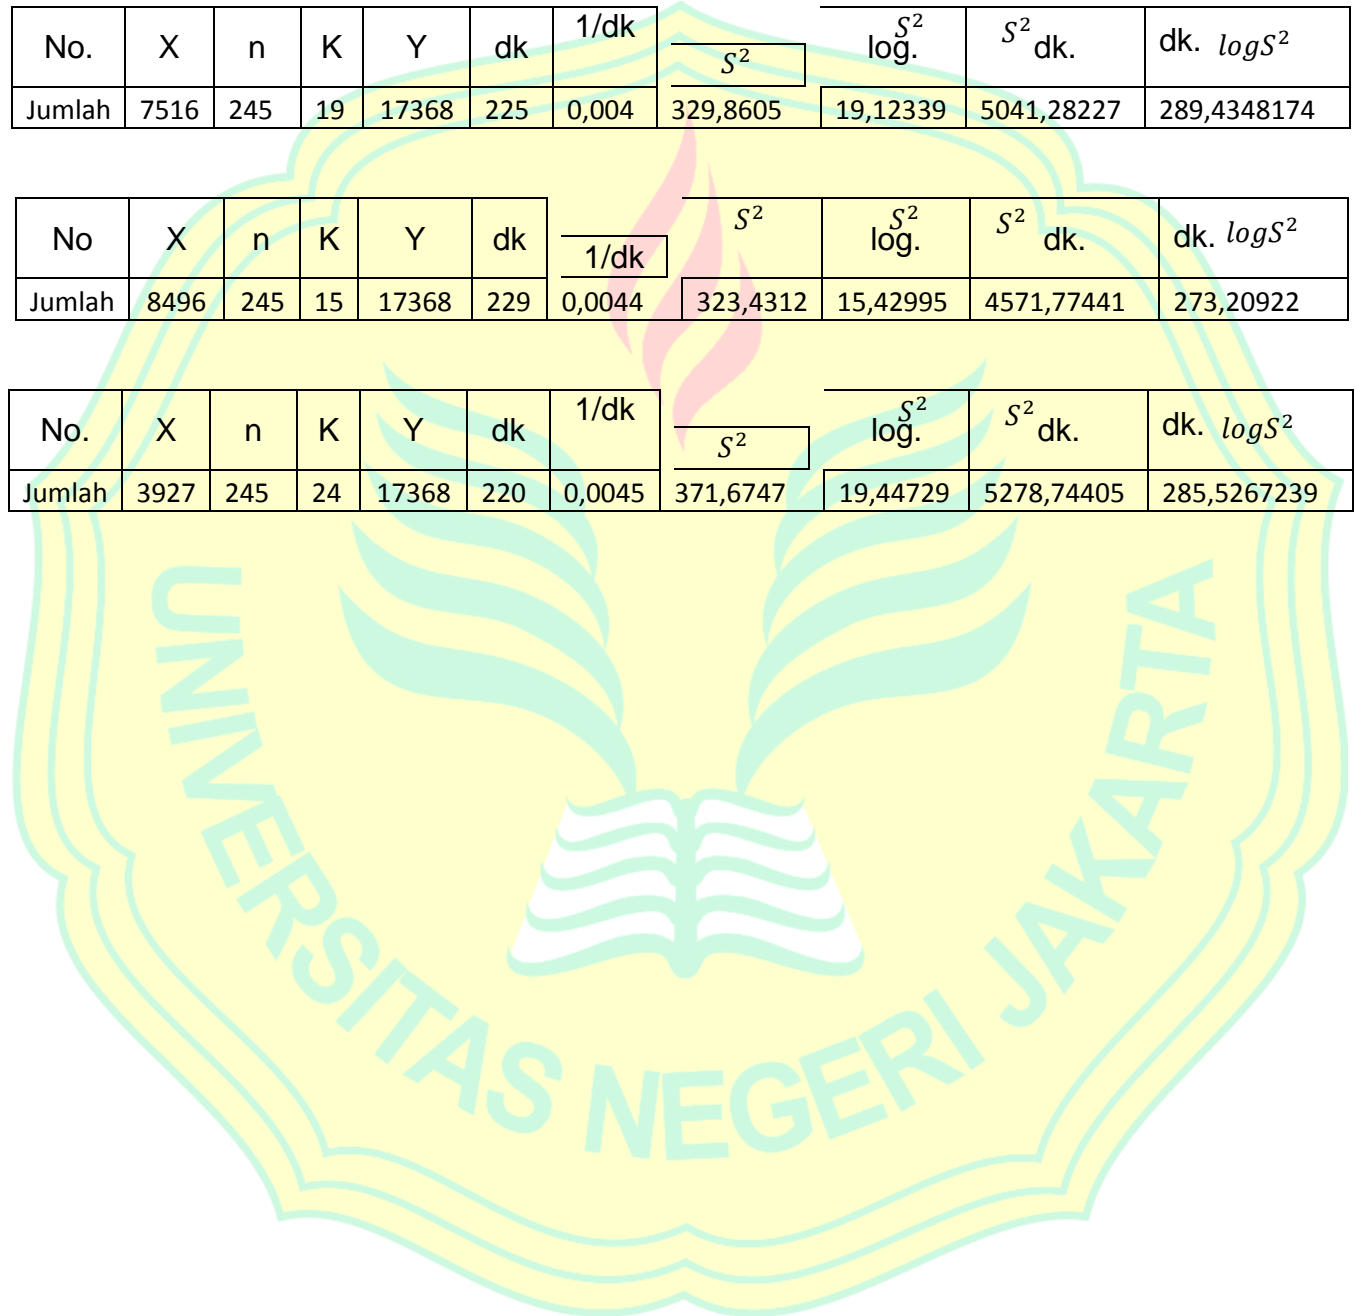 No. X n K Y dk 1/dk S² log. S² S² dk. dk. logS²
Jumlah 7516 245 19 17368 225 0,004 329,8605 19,12339 5041,28227 289,4348174
No X n K Y dk 1/dk S² log. S² S² dk. dk. logS²
Jumlah 8496 245 15 17368 229 0,0044 323,4312 15,42995 4571,77441 273,20922
No. X n K Y dk 1/dk S² log. S² S² dk. dk. logS²
Jumlah 3927 245 24 17368 220 0,0045 371,6747 19,44729 5278,74405 285,5267239
UNIVERSITAS NEGERI JAKARTA